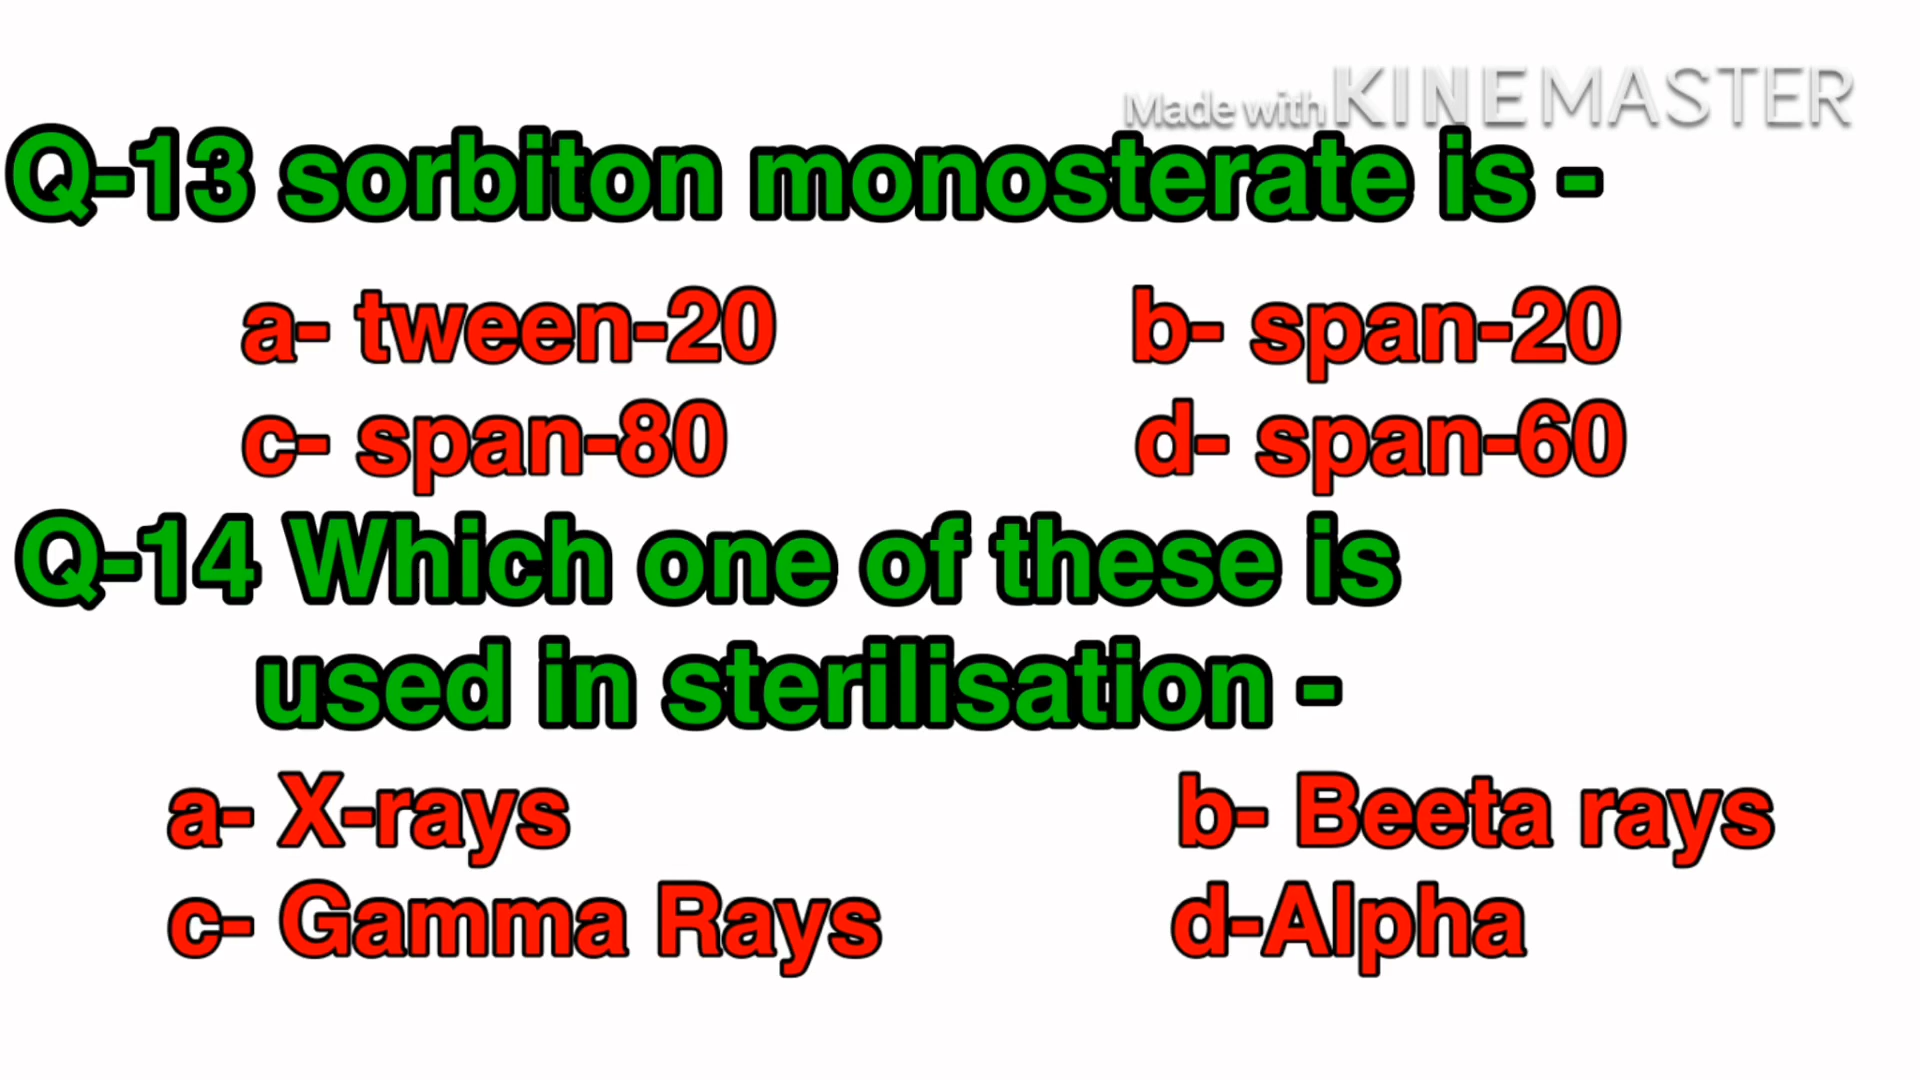 Made with KINEMASTER
Q-13 sorbiton monosterate is -
a- tween-20 b- span-20
c- span-80 d- span-60
Q-14 Which one of these is
used in sterilisation -
a- X-rays b- Beeta rays
c- Gamma Rays d-Alpha